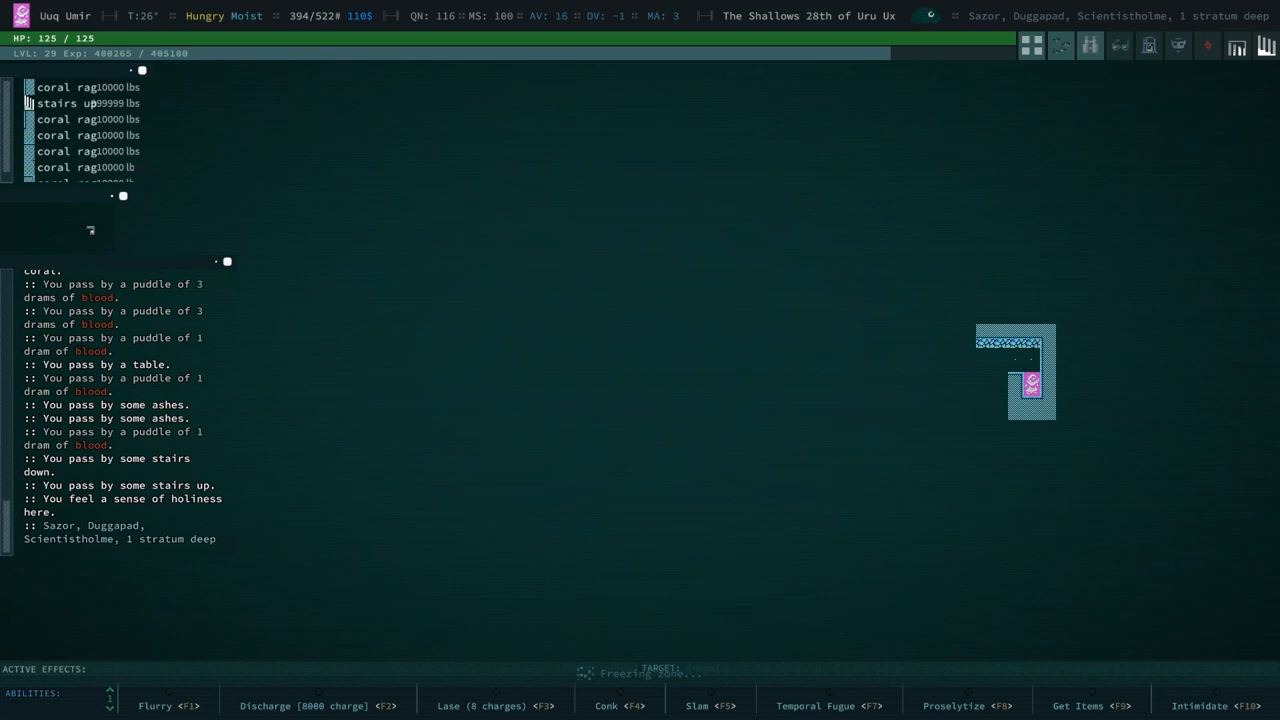 Uuq Umir T:26° :: Hungry Moist :: 394/522# 110$ QN: 116 :: MS: 100 :: AV: 16 :: DV: -1 :: MA: 3 The Shallows 28th of Uru Ux :: Sazor, Duggapad, Scientistholme, 1 stratum deep
HP: 125 / 125
LVL: 29 Exp: 400265 / 405100
coral rag 10000 lbs
stairs up 999999 lbs
coral rag 10000 lbs
coral rag 10000 lbs
coral rag 10000 lbs
coral rag 10000 lb
coral.
:: You pass by a puddle of 3
drams of blood.
:: You pass by a puddle of 3
drams of blood.
:: You pass by a puddle of 1
dram of blood.
:: You pass by a table.
:: You pass by a puddle of 1
dram of blood.
:: You pass by some ashes.
:: You pass by some ashes.
:: You pass by a puddle of 1
dram of blood.
:: You pass by some stairs
down.
:: You pass by some stairs up.
:: You feel a sense of holiness
here.
:: Sazor, Duggapad,
Scientistholme, 1 stratum deep
ACTIVE EFFECTS: TARGET: [none]
Freezing zone...
ABILITIES: 1 Flurry <F1> Discharge [8000 charge] <F2> Lase (8 charges) <F3> Conk <F4> Slam <F5> Temporal Fugue <F7> Proselytize <F8> Get Items <F9> Intimidate <F10>